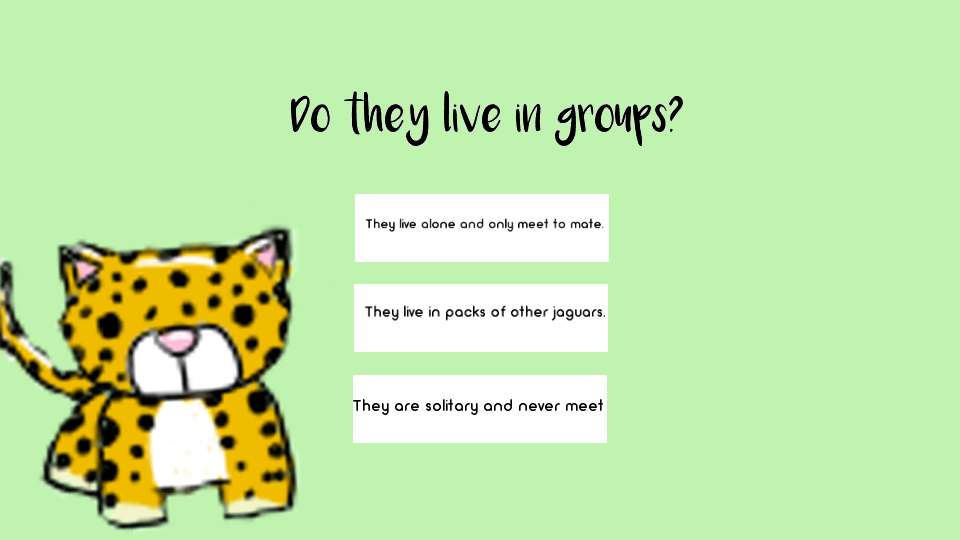 Do they live in groups?
They live alone and only meet to mate.
They live in packs of other jaguars.
They are solitary and never meet